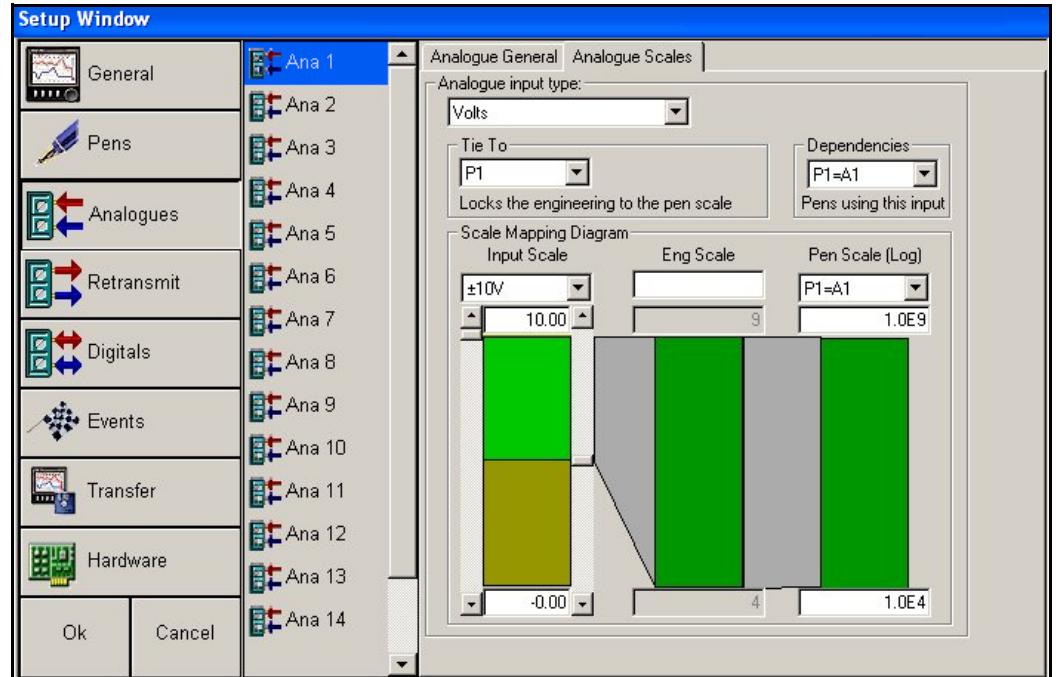 Setup Window
General
Pens
Analogues
Retransmit
Digitals
Events
Transfer
Hardware
Ok Cancel
Ana 1
Ana 2
Ana 3
Ana 4
Ana 5
Ana 6
Ana 7
Ana 8
Ana 9
Ana 10
Ana 11
Ana 12
Ana 13
Ana 14
Analogue General Analogue Scales
Analogue input type:
Volts
Tie To
P1
Locks the engineering to the pen scale
Dependencies
P1=A1
Pens using this input
Scale Mapping Diagram
Input Scale Eng Scale Pen Scale (Log)
±10V P1=A1
10.00 9 1.0E9
-0.00 4 1.0E4